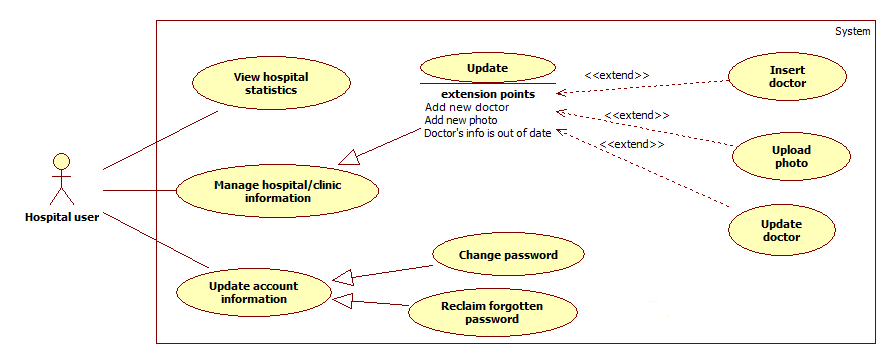 System
View hospital
statistics
Update
extension points
Add new doctor
Add new photo
Doctor's info is out of date
<<extend>>
<<extend>>
<<extend>>
Insert
doctor
Upload
photo
Update
doctor
Manage hospital/clinic
information
Hospital user
Update account
information
Change password
Reclaim forgotten
password